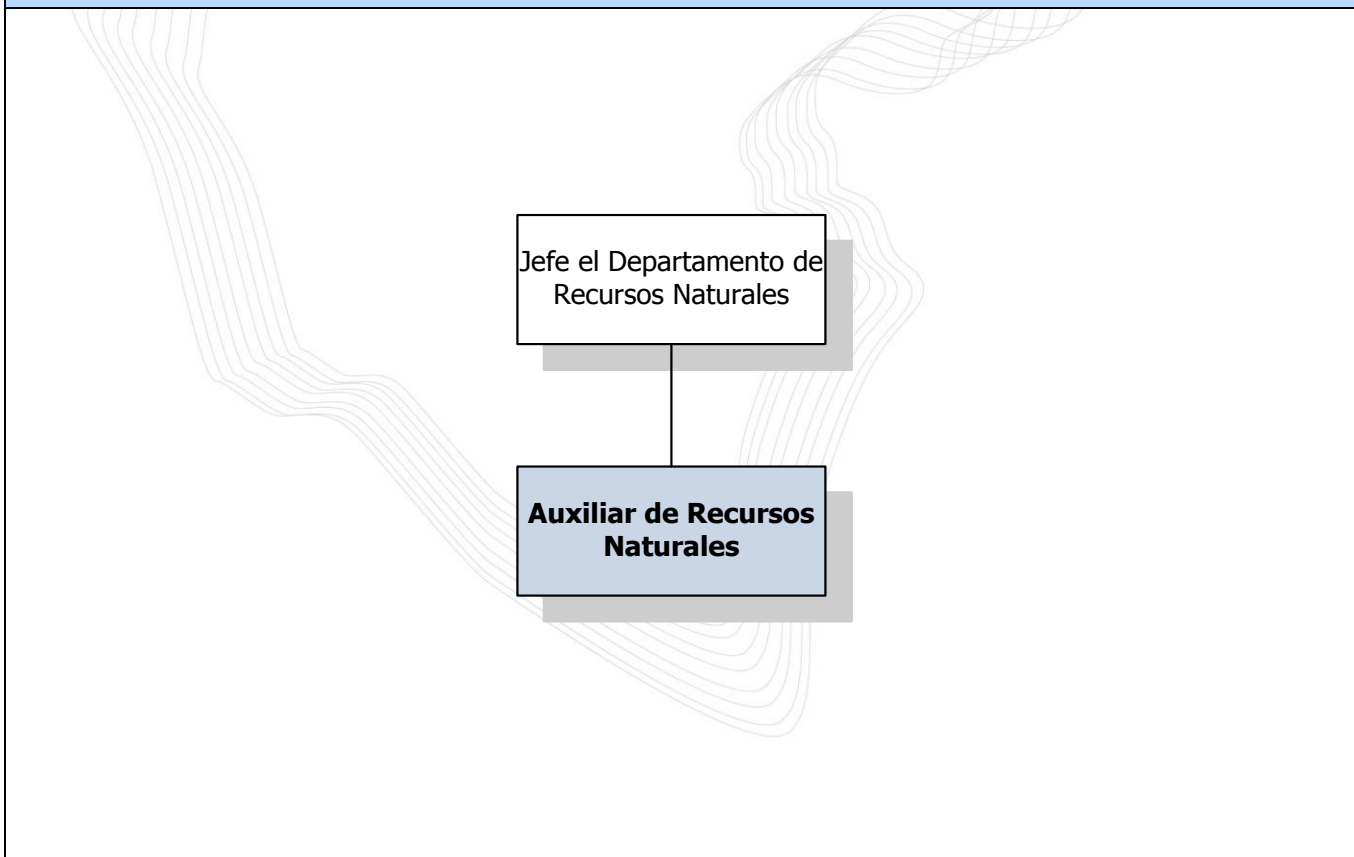 Jefe el Departamento de
Recursos Naturales
Auxiliar de Recursos
Naturales